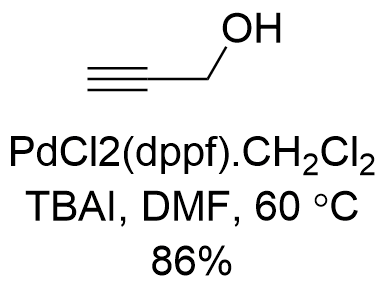 OH
PdCl2(dppf).CH₂Cl₂
TBAI, DMF, 60 °C
86%